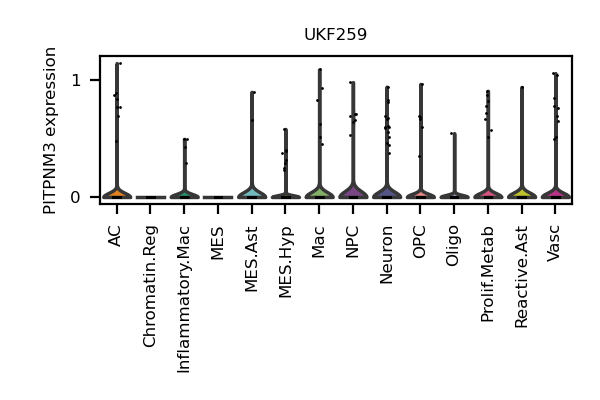 UKF259
PITPNM3 expression
1
0
AC
Chromatin.Reg
Inflammatory.Mac
MES
MES.Ast
MES.Hyp
Mac
NPC
Neuron
OPC
Oligo
Prolif.Metab
Reactive.Ast
Vasc